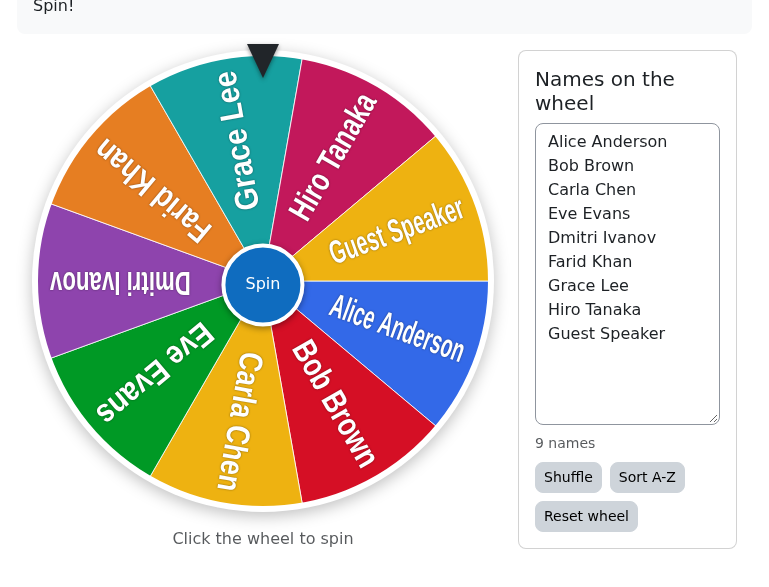 Spin!
Grace Lee
Hiro Tanaka
Guest Speaker
Alice Anderson
Bob Brown
Carla Chen
Eve Evans
Dmitri Ivanov
Farid Khan
Spin
Click the wheel to spin
Names on the
wheel
Alice Anderson
Bob Brown
Carla Chen
Eve Evans
Dmitri Ivanov
Farid Khan
Grace Lee
Hiro Tanaka
Guest Speaker
9 names
Shuffle
Sort A-Z
Reset wheel